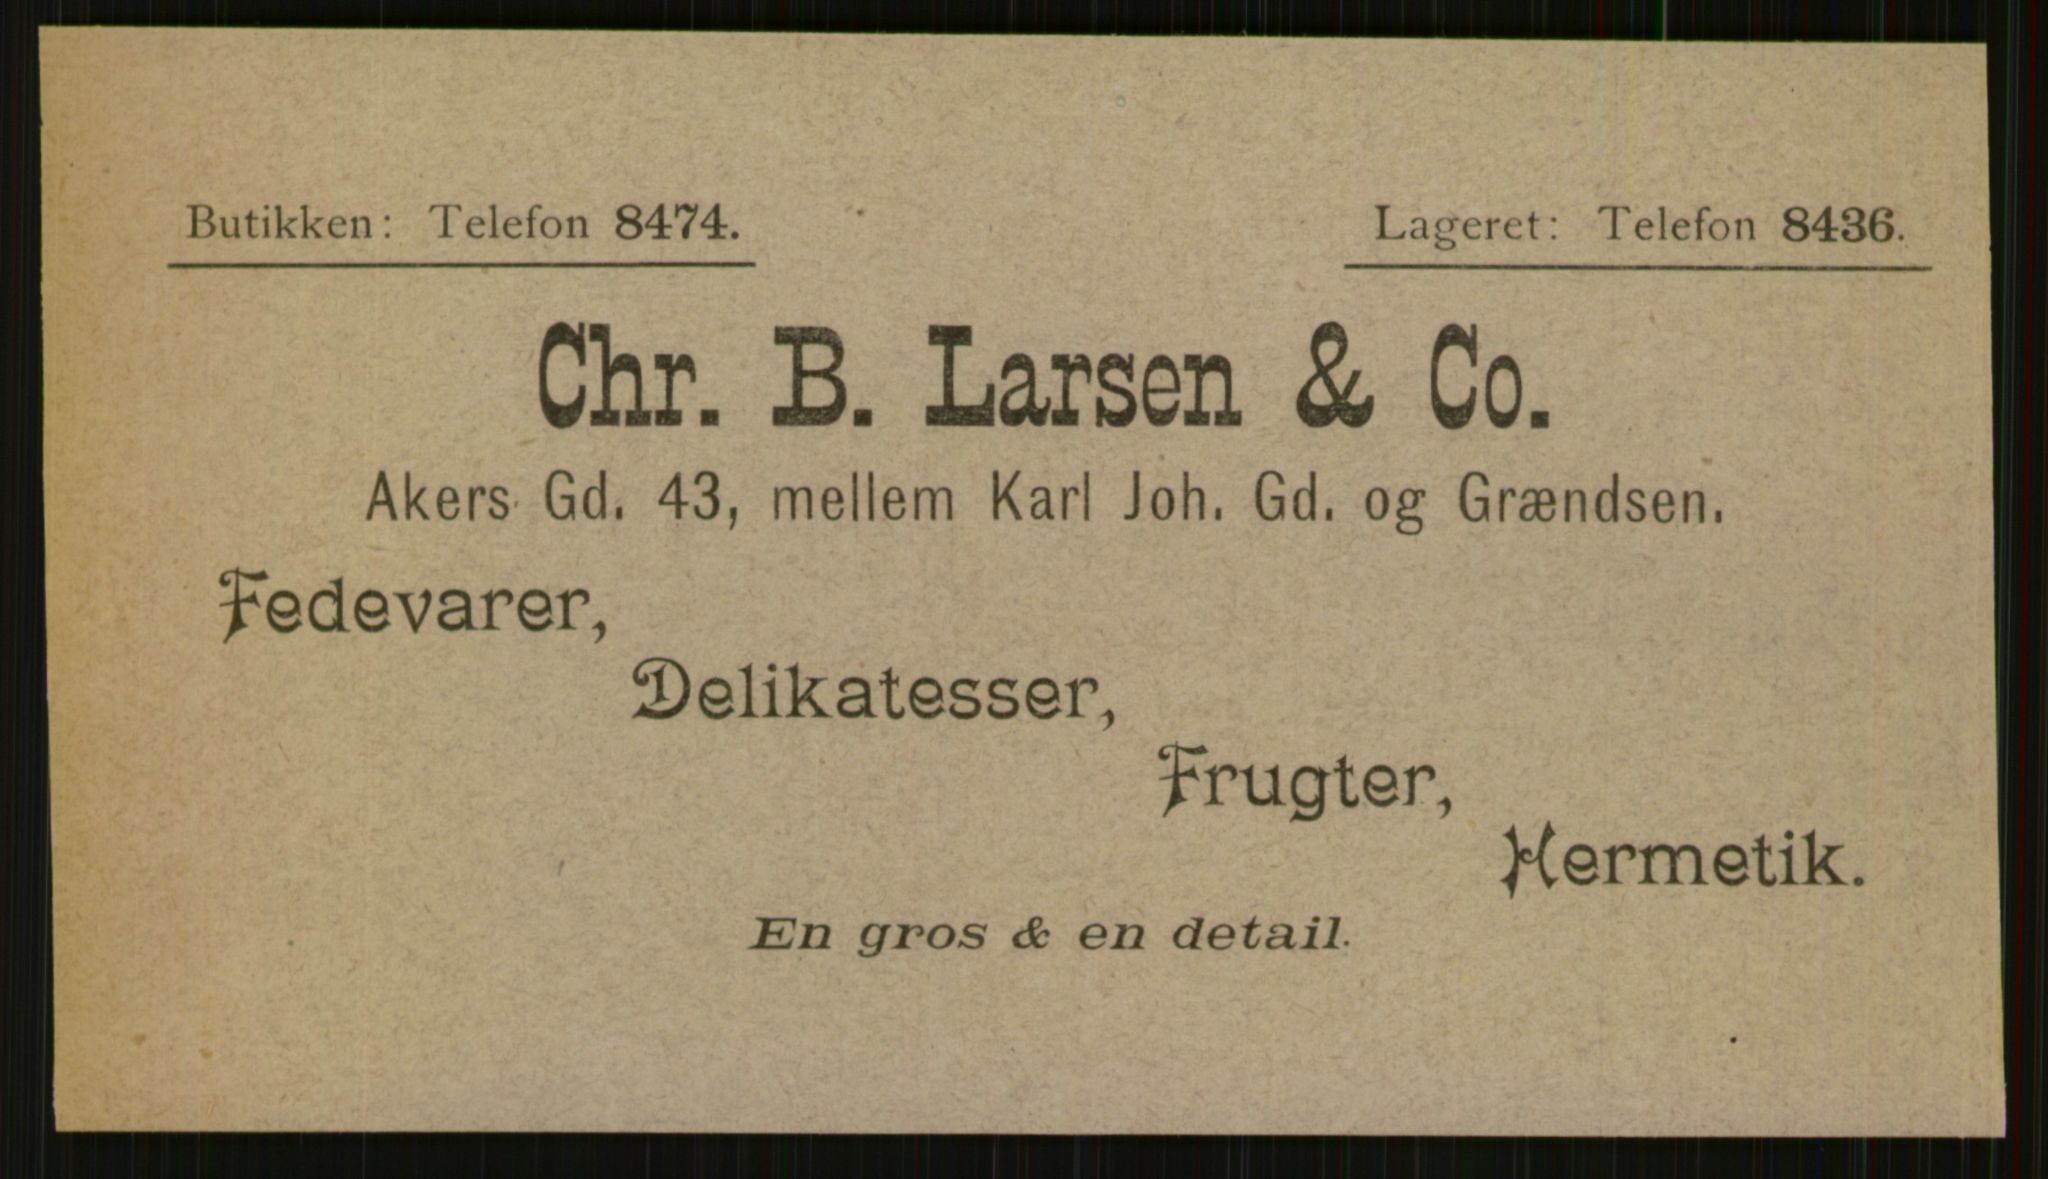 Butikken: Telefon 8474. Lageret: Telefon 8436.
Chr. B. Larsen & Co.
Akers Gd. 43, mellem Karl Joh. Gd. og Grændsen.
Fedevarer,
Delikatesser,
Frugter,
Hermetik.
En gros & en detail.